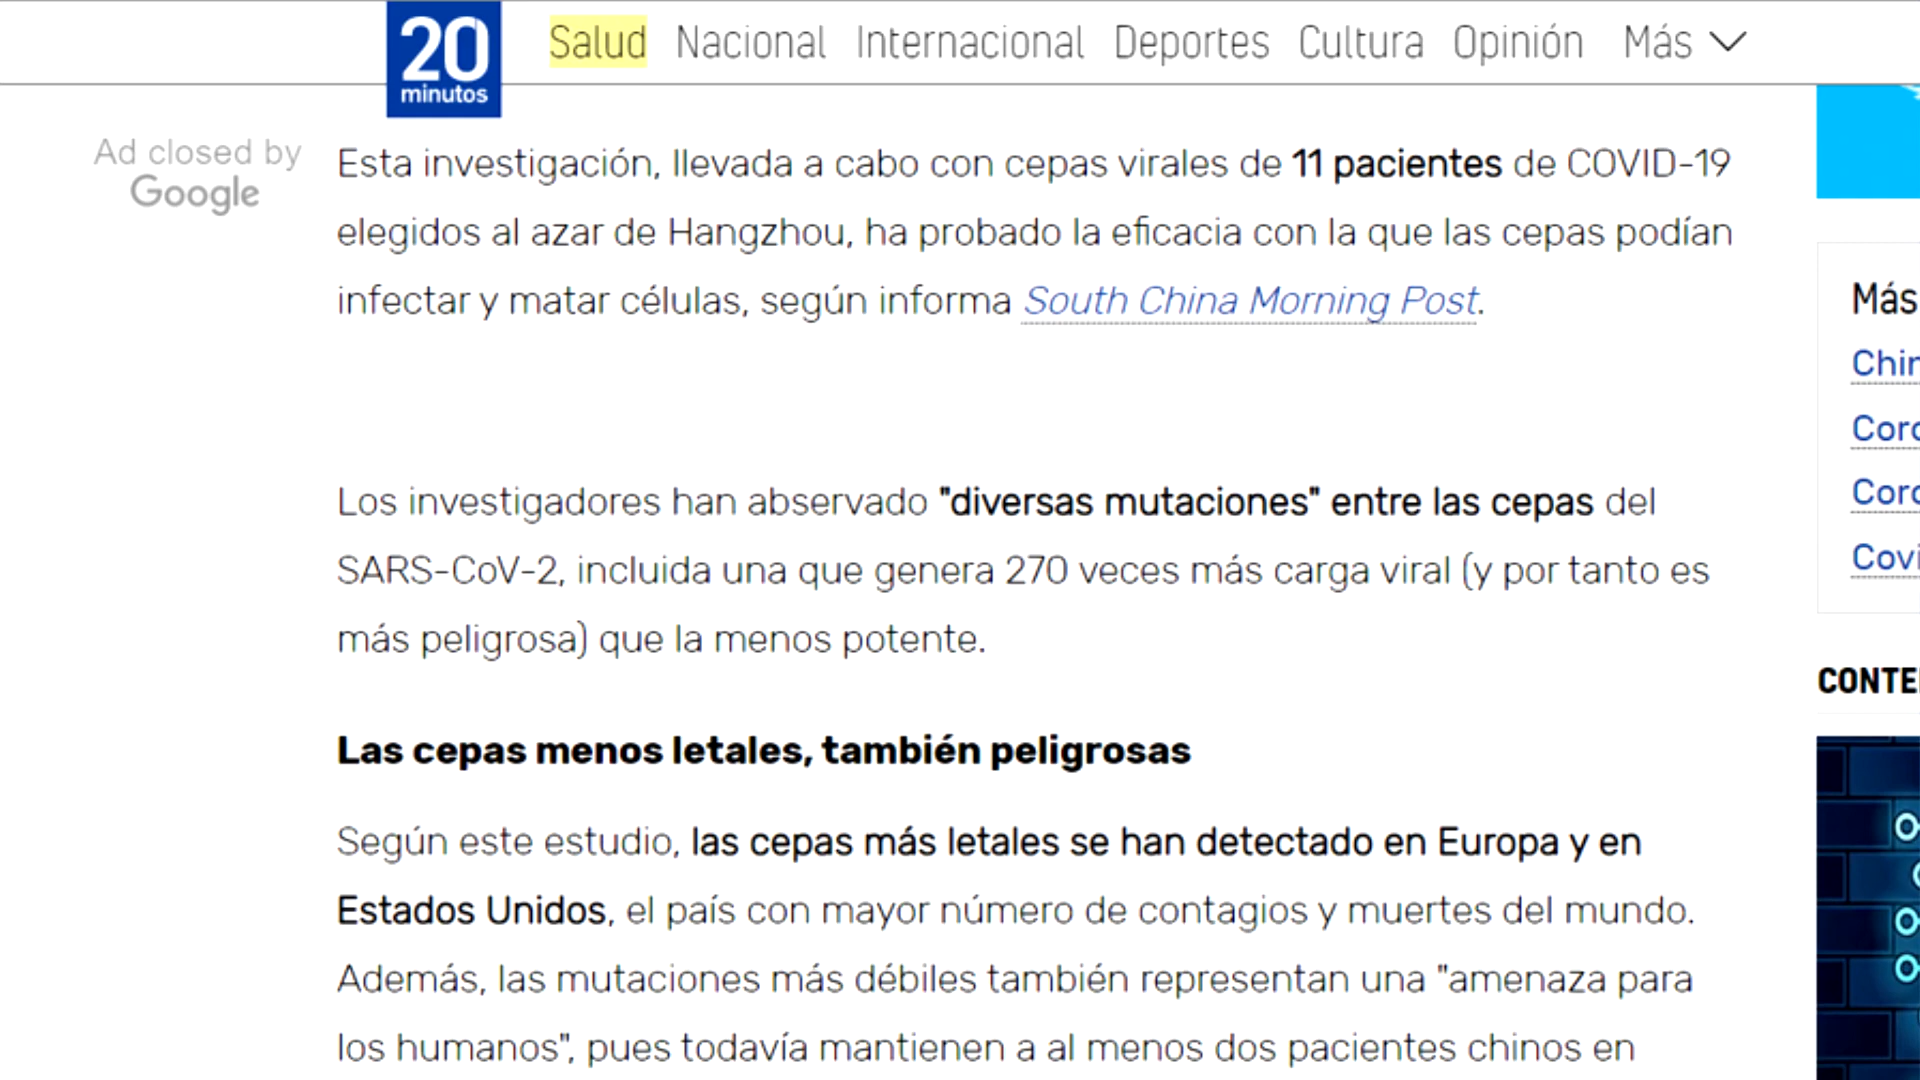 20
minutos
Salud Nacional Internacional Deportes Cultura Opinión Más
Ad closed by
Google
Esta investigación, llevada a cabo con cepas virales de 11 pacientes de COVID-19
elegidos al azar de Hangzhou, ha probado la eficacia con la que las cepas podían
infectar y matar células, según informa South China Morning Post.
Los investigadores han observado "diversas mutaciones" entre las cepas del
SARS-CoV-2, incluida una que genera 270 veces más carga viral (y por tanto es
más peligrosa) que la menos potente.
Las cepas menos letales, también peligrosas
Según este estudio, las cepas más letales se han detectado en Europa y en
Estados Unidos, el país con mayor número de contagios y muertes del mundo.
Además, las mutaciones más débiles también representan una "amenaza para
los humanos", pues todavía mantienen a al menos dos pacientes chinos en
Más